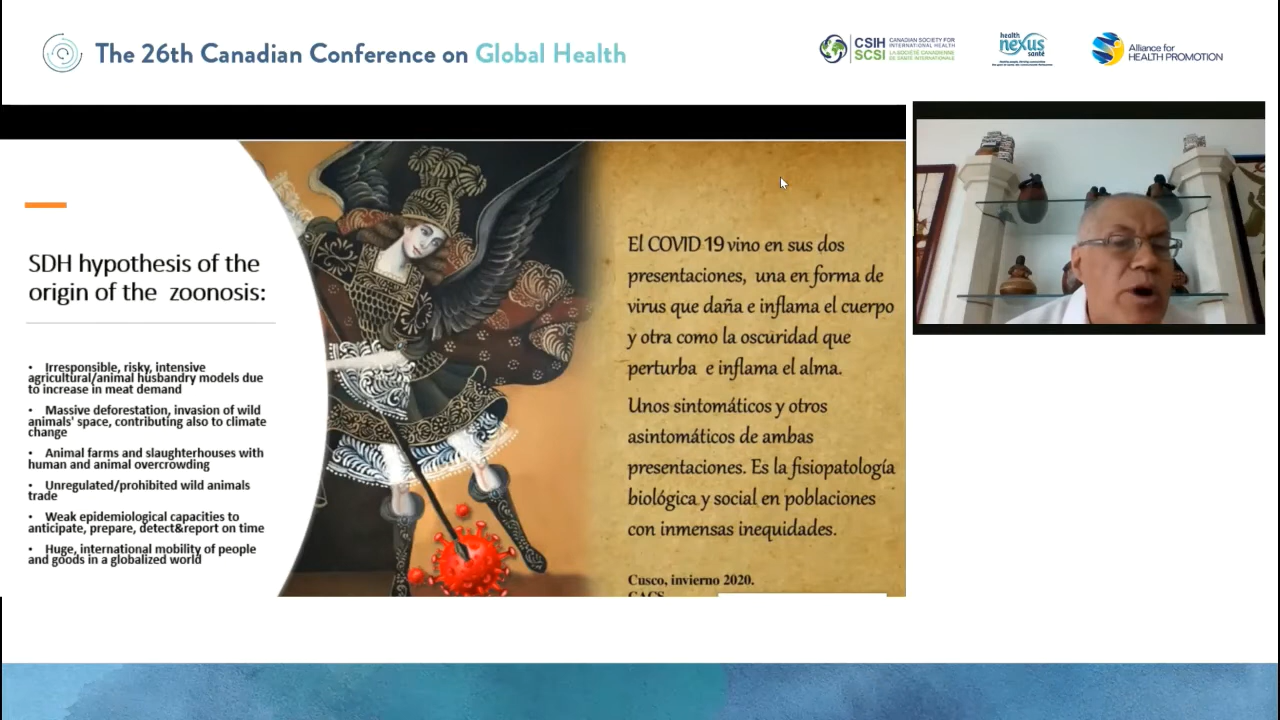 The 26th Canadian Conference on Global Health
CSIH
SCSI
CANADIAN SOCIETY FOR
INTERNATIONAL HEALTH
LA SOCIÉTÉ CANADIENNE
DE SANTÉ INTERNATIONALE
health
nexus
santé
Alliance for
HEALTH PROMOTION
SDH hypothesis of the
origin of the zoonosis:
• Irresponsible, risky, intensive
agricultural/animal husbandry models due
to increase in meat demand
• Massive deforestation, invasion of wild
animals' space, contributing also to climate
change
• Animal farms and slaughterhouses with
human and animal overcrowding
• Unregulated/prohibited wild animals
trade
• Weak epidemiological capacities to
anticipate, prepare, detect&report on time
• Huge, international mobility of people
and goods in a globalized world
El COVID 19 vino en sus dos
presentaciones, una en forma de
virus que daña e inflama el cuerpo
y otra como la oscuridad que
perturba e inflama el alma.
Unos sintomáticos y otros
asintomáticos de ambas
presentaciones. Es la fisiopatología
biológica y social en poblaciones
con inmensas inequidades.
Cusco, invierno 2020.